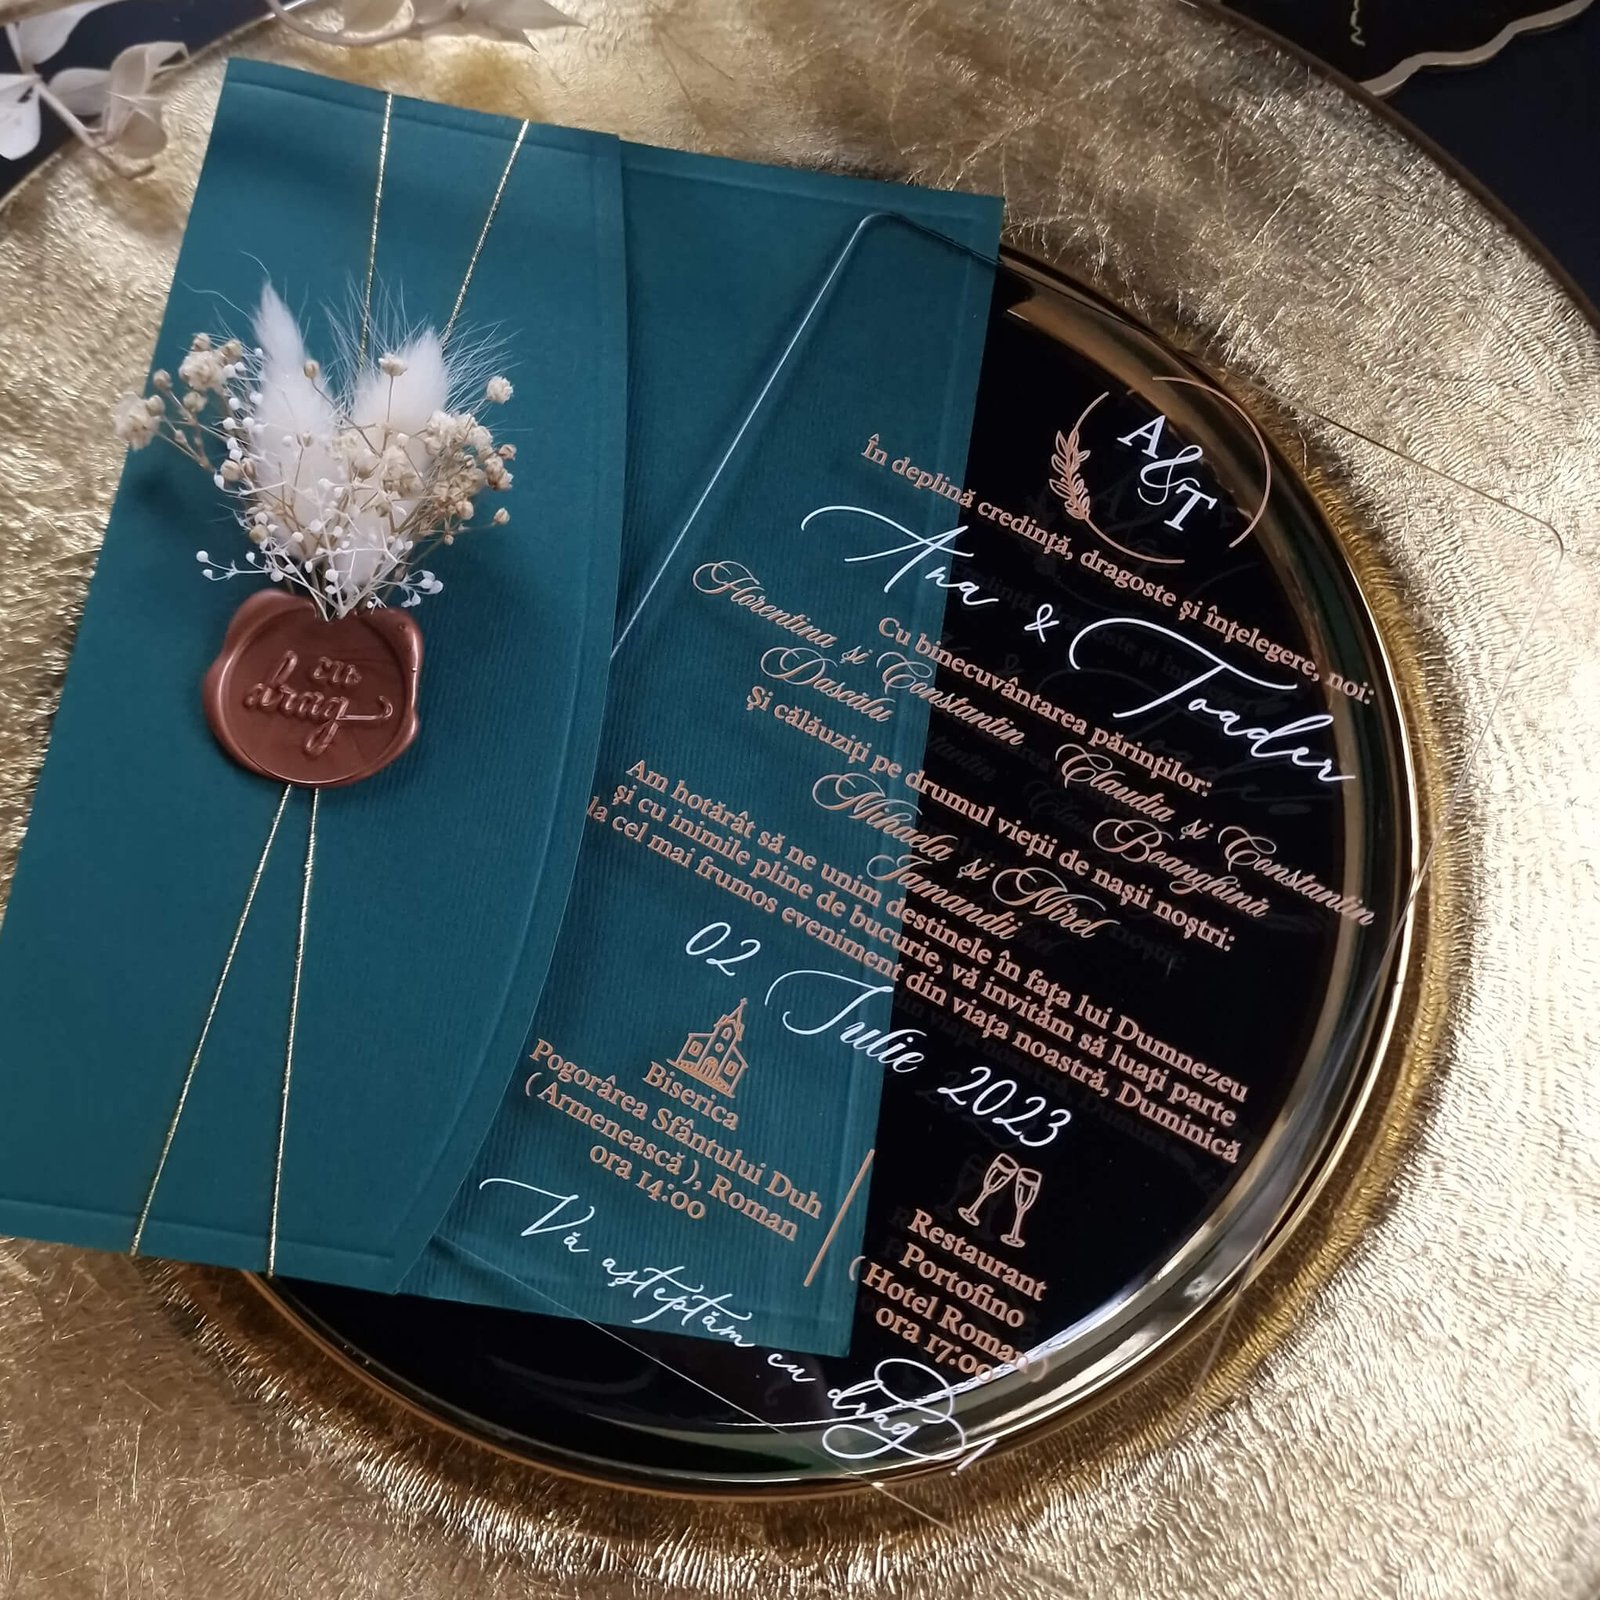 cu
drag
A&T
În deplină credință, dragoste și înțelegere, noi:
Ana & Toader
Cu binecuvântarea părinților:
Florentina și Constantin Claudia și Constantin
Dascălu Boanghină
Și călăuziți pe drumul vieții de nașii noștri:
Mihaela și Mirel
Tamandii
Am hotărât să ne unim destinele în fața lui Dumnezeu
și cu inimile pline de bucurie, vă invităm să luați parte
la cel mai frumos eveniment din viața noastră, Duminică
02 Iulie 2023
Biserica
Pogorârea Sfântului Duh
(Armenească), Roman
ora 14:00
Restaurant
Portofino
(Hotel Roman)
ora 17:00
Vă așteptăm cu drag!